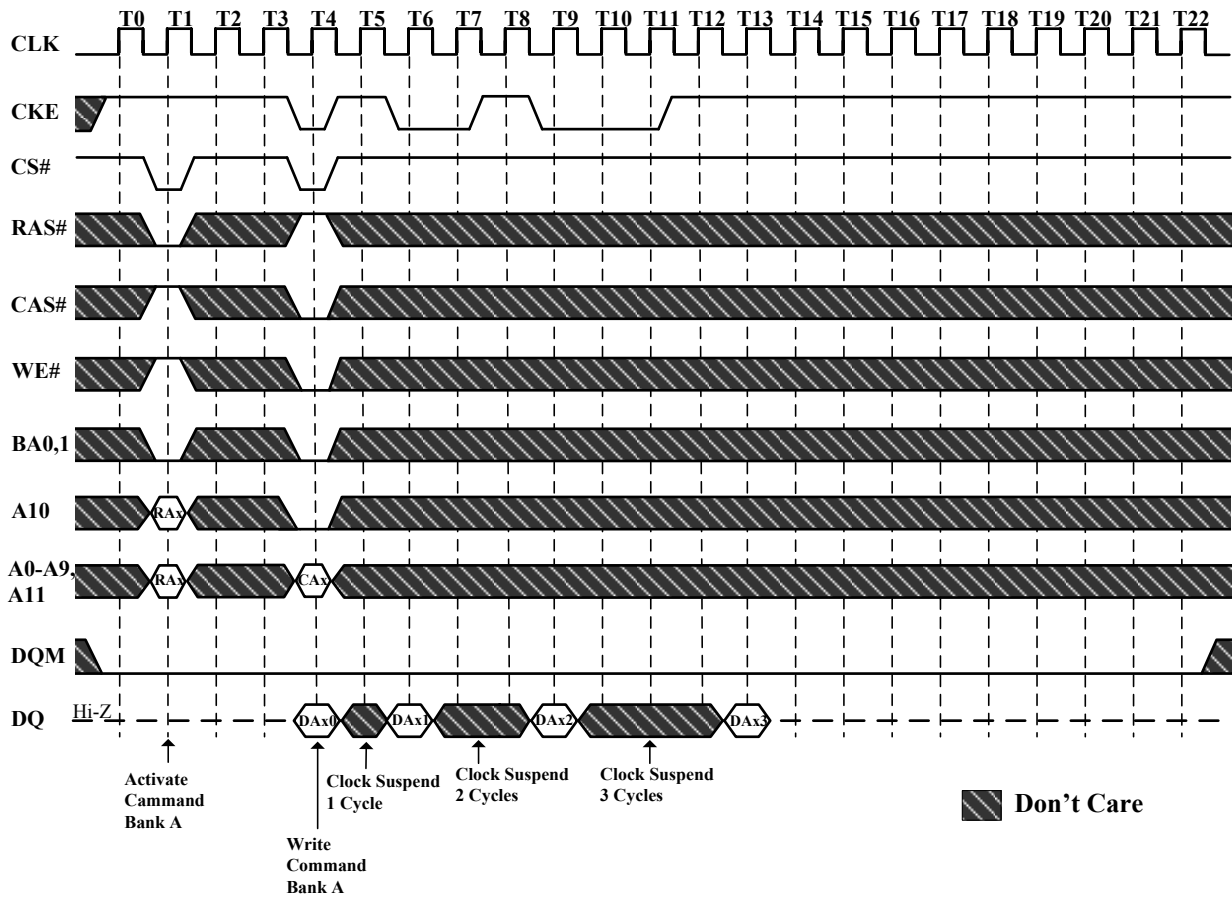 T0 T1 T2 T3 T4 T5 T6 T7 T8 T9 T10 T11 T12 T13 T14 T15 T16 T17 T18 T19 T20 T21 T22
CLK
CKE
CS#
RAS#
CAS#
WE#
BA0,1
A10
RAx
A0-A9,
A11
RAx
CAx
DQM
DQ
Hi-Z
DAx0
DAx1
DAx2
DAx3
Activate
Cammand
Bank A
Write
Command
Bank A
Clock Suspend
1 Cycle
Clock Suspend
2 Cycles
Clock Suspend
3 Cycles
Don't Care